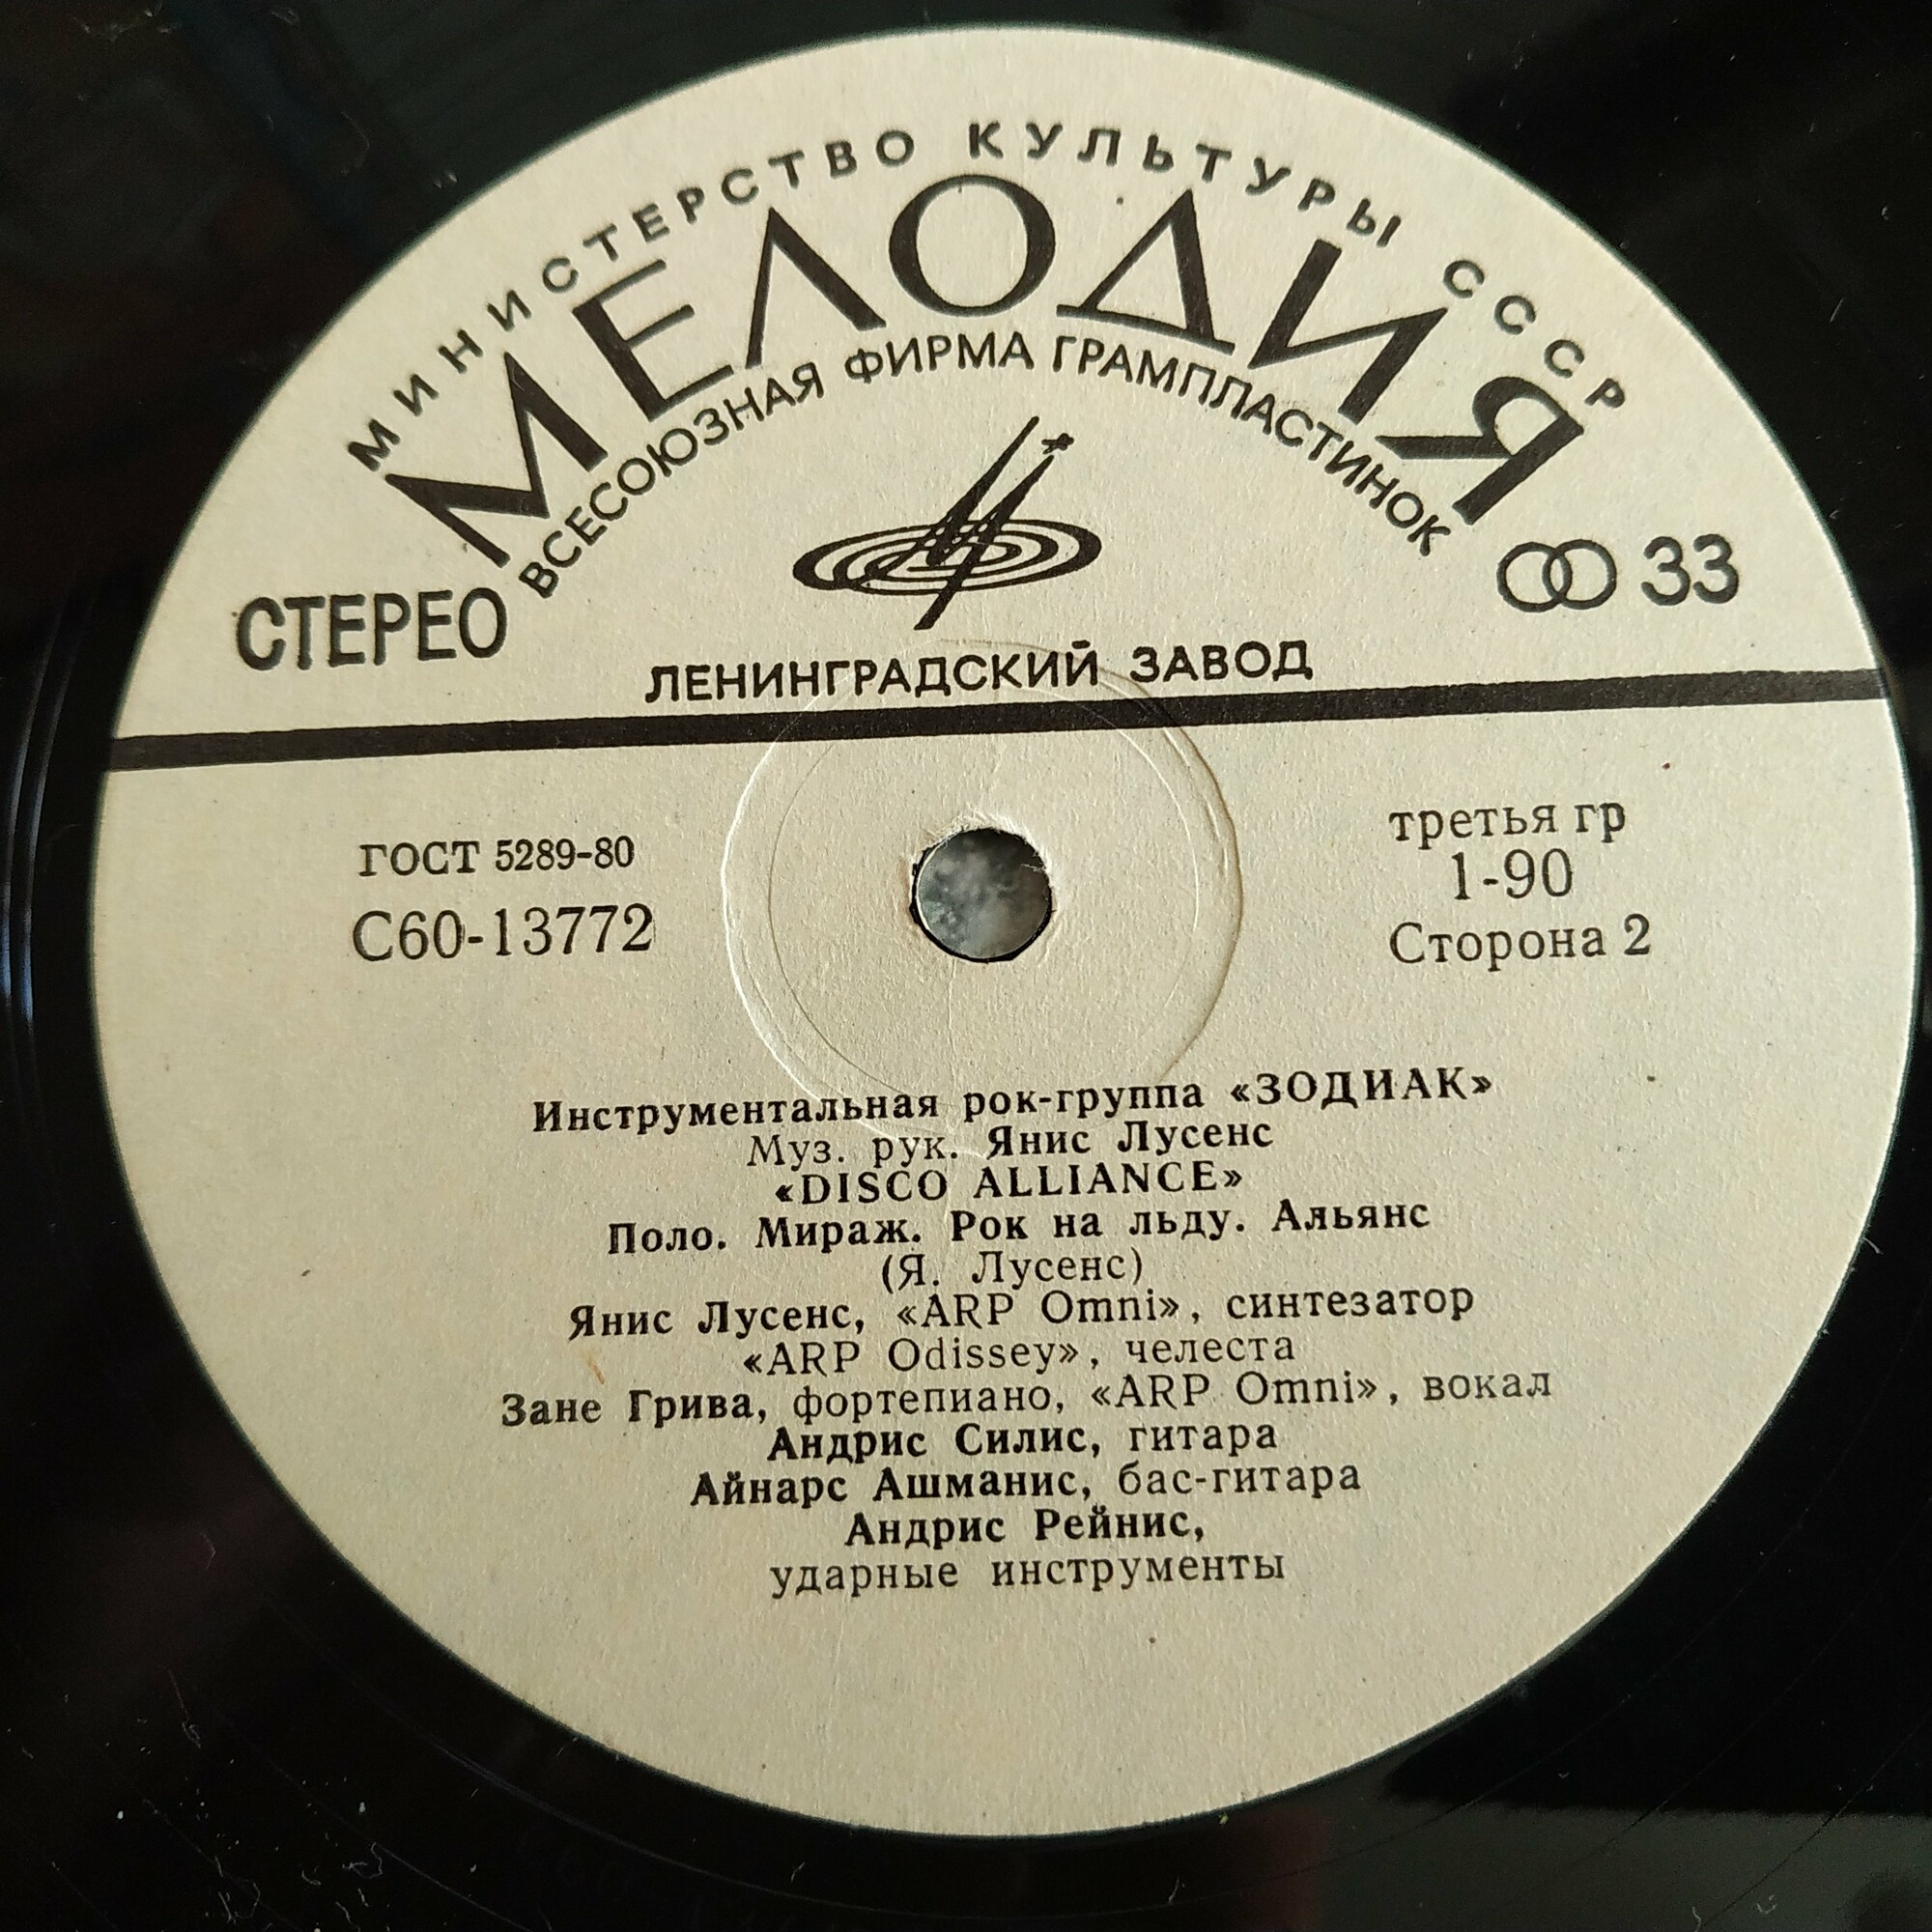 МИНИСТЕРСТВО КУЛЬТУРЫ СССР
МЕЛОДИЯ
ВСЕСОЮЗНАЯ ФИРМА ГРАМПЛАСТИНОК
СТЕРЕО
33
ЛЕНИНГРАДСКИЙ ЗАВОД
ГОСТ 5289-80
С60-13772
третья гр
1-90
Сторона 2
Инструментальная рок-группа «ЗОДИАК»
Муз. рук. Янис Лусенс
«DISCO ALLIANCE»
Поло. Мираж. Рок на льду. Альянс
(Я. Лусенс)
Янис Лусенс, «ARP Omni», синтезатор
«ARP Odissey», челеста
Зане Грива, фортепиано, «ARP Omni», вокал
Андрис Силис, гитара
Айнарс Ашманис, бас-гитара
Андрис Рейнис,
ударные инструменты